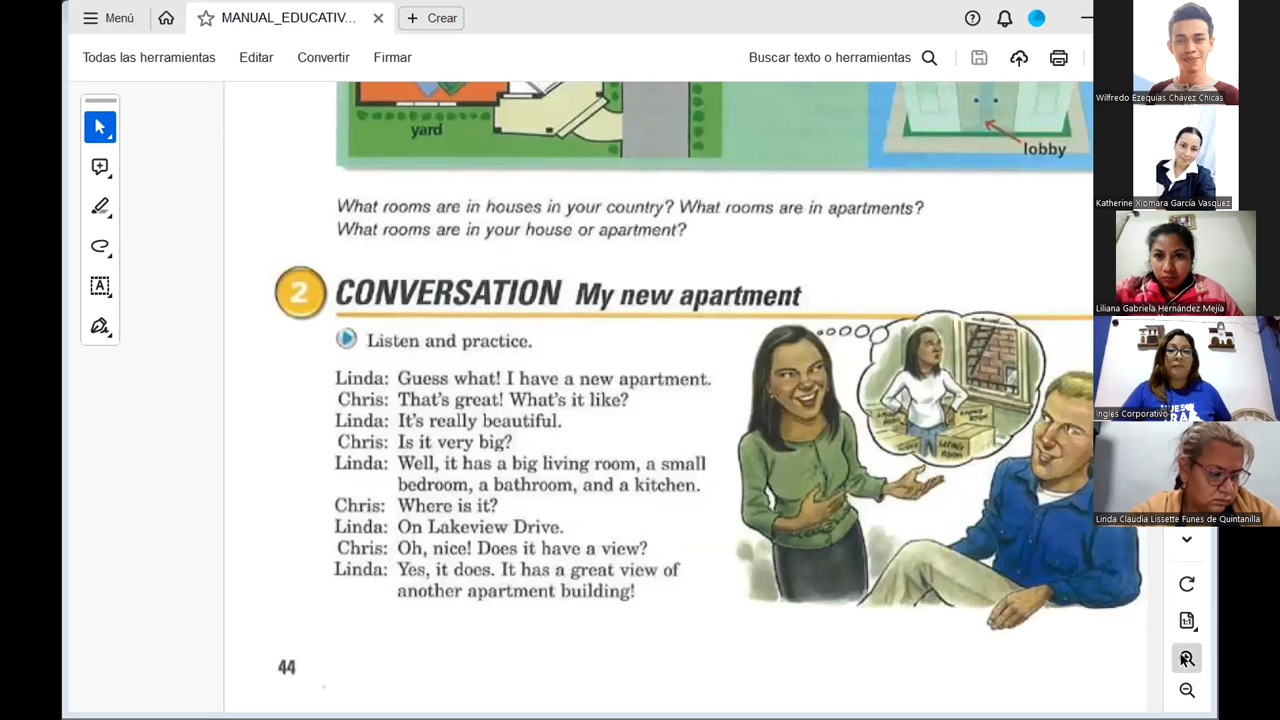 Menú
MANUAL_EDUCATIV...
Crear
Todas las herramientas
Editar
Convertir
Firmar
Buscar texto o herramientas
yard
lobby
What rooms are in houses in your country? What rooms are in apartments?
What rooms are in your house or apartment?
2 CONVERSATION My new apartment
Listen and practice.
Linda: Guess what! I have a new apartment.
Chris: That's great! What's it like?
Linda: It's really beautiful.
Chris: Is it very big?
Linda: Well, it has a big living room, a small
bedroom, a bathroom, and a kitchen.
Chris: Where is it?
Linda: On Lakeview Drive.
Chris: Oh, nice! Does it have a view?
Linda: Yes, it does. It has a great view of
another apartment building!
44
Wilfredo Ezequías Chávez Chicas
Katherine Xiomara García Vasquez
Liliana Gabriela Hernández Mejía
Ingles Corporativo
Linda Claudia Lissette Funes de Quintanilla
1:1